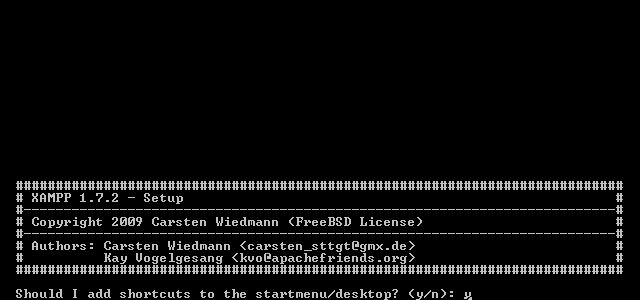 ###############################################################################
# XAMPP 1.7.2 - Setup #
#-----------------------------------------------------------------------------#
# Copyright 2009 Carsten Wiedmann (FreeBSD License) #
#-----------------------------------------------------------------------------#
# Authors: Carsten Wiedmann <carsten_sttgt@gmx.de> #
# Kay Vogelgesang <kvo@apachefriends.org> #
###############################################################################
Should I add shortcuts to the startmenu/desktop? (y/n): y